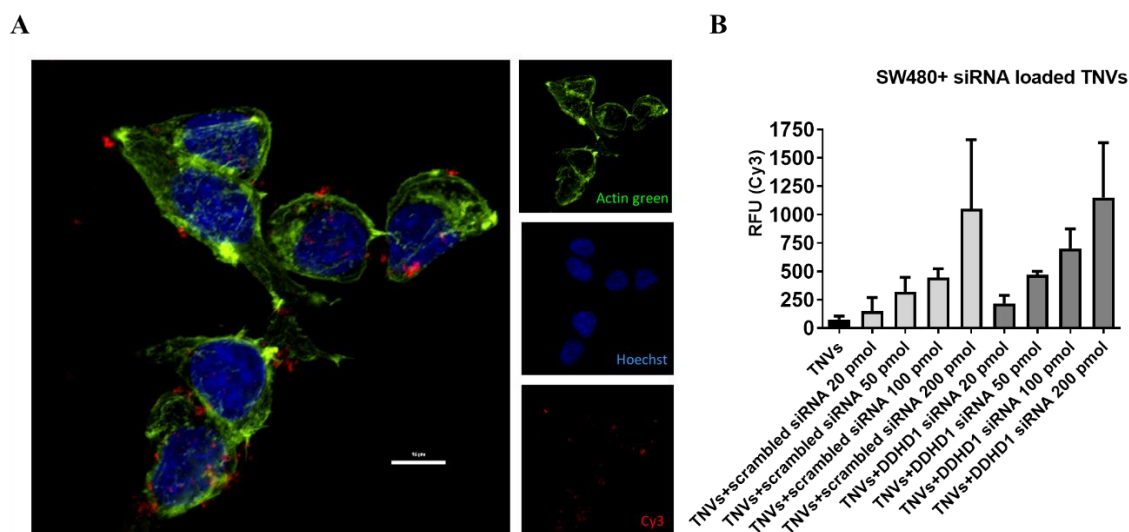 A
Actin green
Hoechst
Cy3
10 µm
B
SW480+ siRNA loaded TNVs
RFU (Cy3)
1750
1500
1250
1000
750
500
250
0
TNVs
TNVs+scrambled siRNA 20 pmol
TNVs+scrambled siRNA 50 pmol
TNVs+scrambled siRNA 100 pmol
TNVs+scrambled siRNA 200 pmol
TNVs+DDHD1 siRNA 20 pmol
TNVs+DDHD1 siRNA 50 pmol
TNVs+DDHD1 siRNA 100 pmol
TNVs+DDHD1 siRNA 200 pmol